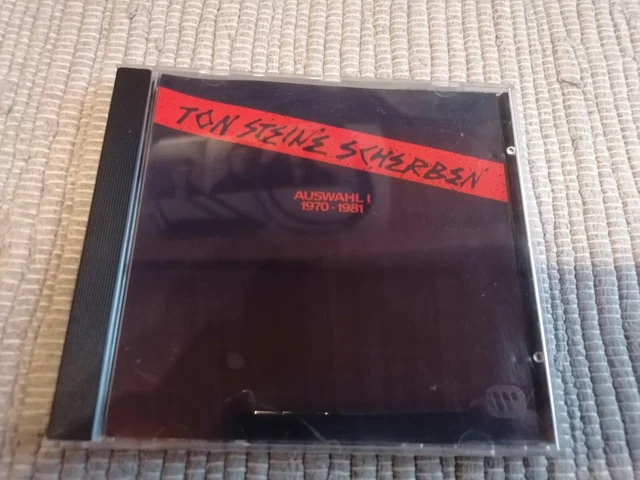 TON STEINE SCHERBEN
AUSWAHL I
1970-1981